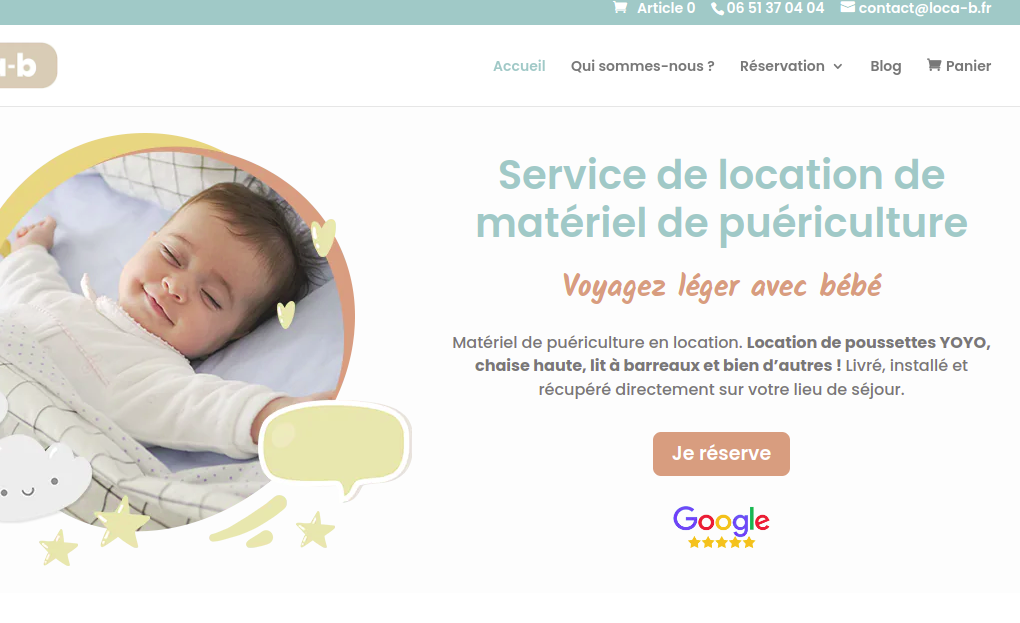 Article 0 06 51 37 04 04 contact@loca-b.fr
a-b
Accueil Qui sommes-nous ? Réservation Blog Panier
Service de location de
matériel de puériculture
Voyagez léger avec bébé
Matériel de puériculture en location. Location de poussettes YOYO,
chaise haute, lit à barreaux et bien d’autres ! Livré, installé et
récupéré directement sur votre lieu de séjour.
Je réserve
Google